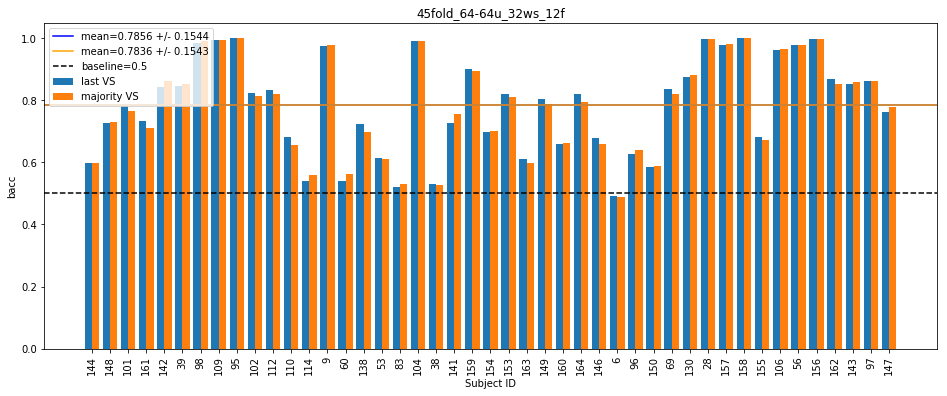 45fold_64-64u_32ws_12f
mean=0.7856 +/- 0.1544
mean=0.7836 +/- 0.1543
baseline=0.5
last VS
majority VS
1.0
0.8
0.6
0.4
0.2
0.0
bacc
144 148 101 161 142 39 98 109 95 102 112 110 114 9 60 138 53 83 104 38 141 159 154 153 163 149 160 164 146 6 96 150 69 130 28 157 158 155 106 56 156 162 143 97 147
Subject ID